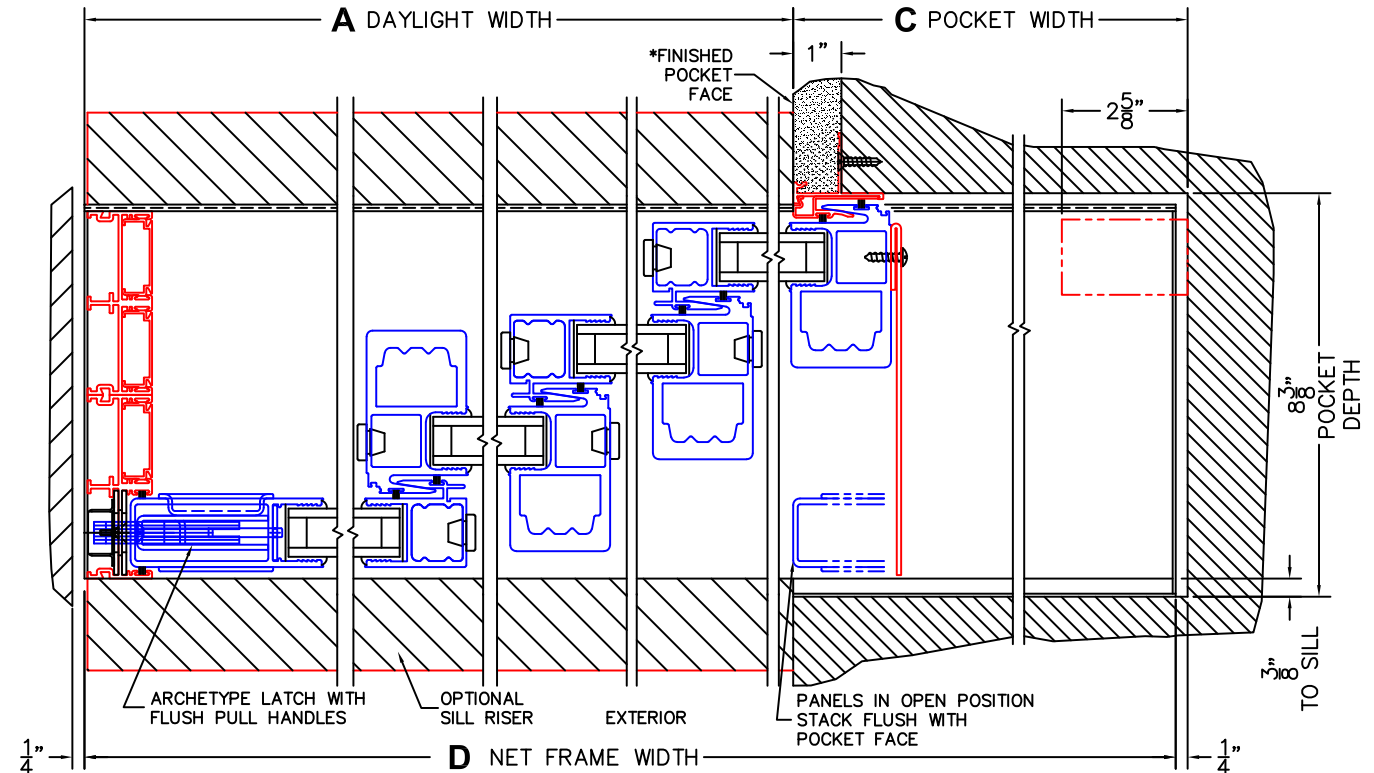 A DAYLIGHT WIDTH
C POCKET WIDTH
*FINISHED
POCKET
FACE
1"
2 5/8"
8 3/8"
POCKET
DEPTH
3/8"
TO SILL
ARCHETYPE LATCH WITH
FLUSH PULL HANDLES
OPTIONAL
SILL RISER
EXTERIOR
PANELS IN OPEN POSITION
STACK FLUSH WITH
POCKET FACE
1/4"
D NET FRAME WIDTH
1/4"